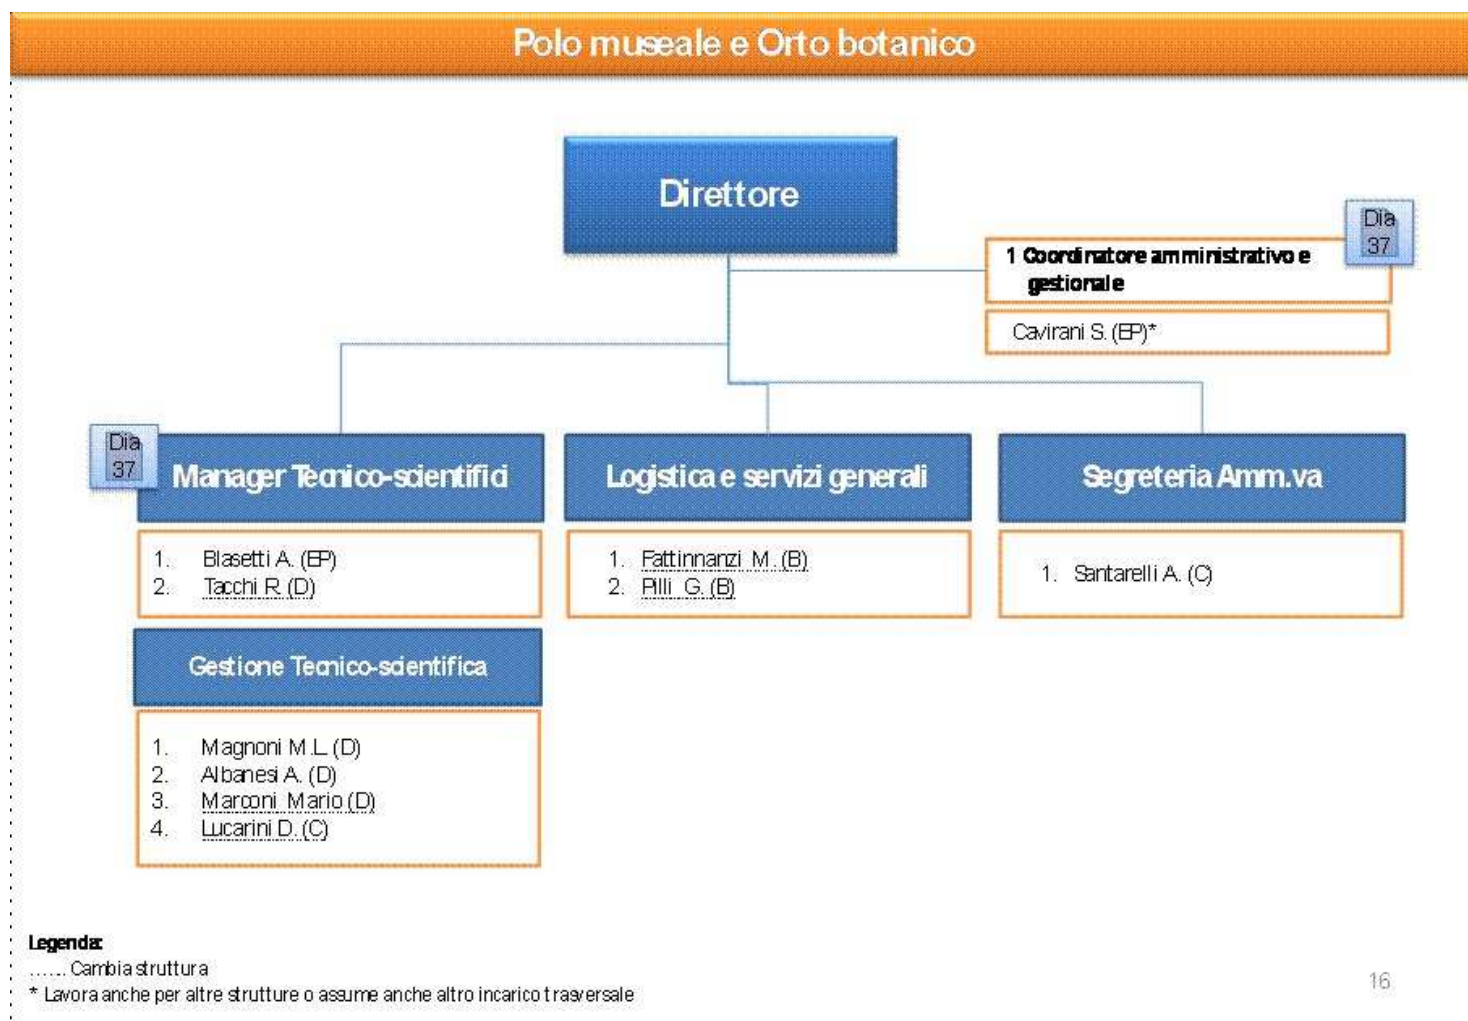 Polo museale e Orto botanico
Direttore
Dia
37
1 Coordinatore amministrativo e
gestionale
Cavirani S. (EP)*
Dia
37
Manager Tecnico-scientifici
1. Blasetti A. (EP)
2. Tacchi R. (D)
Logistica e servizi generali
1. Fattinnanzi M. (B)
2. Pilli G. (B)
Segreteria Amm.va
1. Santarelli A. (C)
Gestione Tecnico-scientifica
1. Magnoni M.L. (D)
2. Albanesi A. (D)
3. Marconi Mario (D)
4. Lucarini D. (C)
Legenda:
...... Cambia struttura
* Lavora anche per altre strutture o assume anche altro incarico trasversale
16